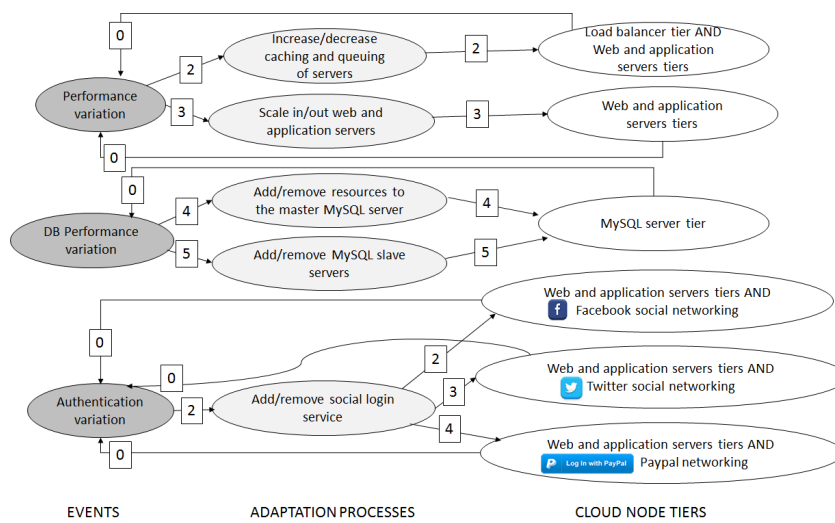 0
Increase/decrease
caching and queuing
of servers
2
Load balancer tier AND
Web and application
servers tiers
2
Performance
variation
3
Scale in/out web and
application servers
3
Web and application
servers tiers
0
0
Add/remove resources to
the master MySQL server
4
4
DB Performance
variation
MySQL server tier
5
Add/remove MySQL slave
servers
5
Web and application servers tiers AND
f Facebook social networking
0
2
0
Web and application servers tiers AND
Twitter social networking
3
Authentication
variation
2
Add/remove social login
service
4
0
Web and application servers tiers AND
P Log In with PayPal Paypal networking
EVENTS ADAPTATION PROCESSES CLOUD NODE TIERS